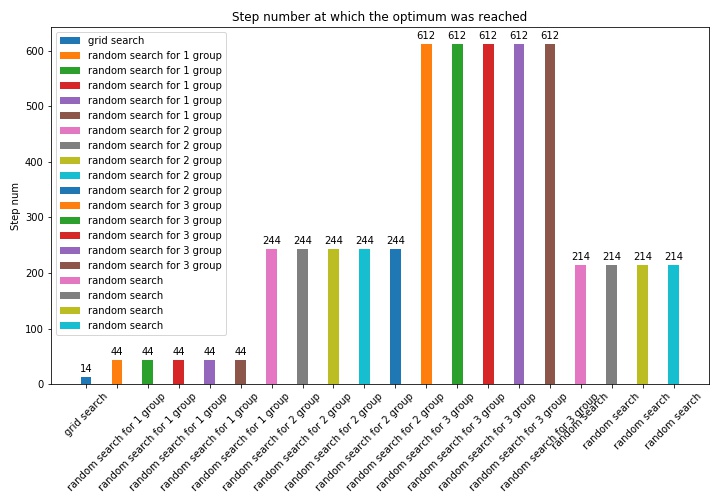 Step number at which the optimum was reached
Step num
600
500
400
300
200
100
0
grid search
random search for 1 group
random search for 1 group
random search for 1 group
random search for 1 group
random search for 1 group
random search for 2 group
random search for 2 group
random search for 2 group
random search for 2 group
random search for 2 group
random search for 3 group
random search for 3 group
random search for 3 group
random search for 3 group
random search for 3 group
random search
random search
random search
random search
14
44
44
44
44
44
244
244
244
244
244
612
612
612
612
612
214
214
214
214
grid search
random search for 1 group
random search for 1 group
random search for 1 group
random search for 1 group
random search for 1 group
random search for 2 group
random search for 2 group
random search for 2 group
random search for 2 group
random search for 2 group
random search for 3 group
random search for 3 group
random search for 3 group
random search for 3 group
random search for 3 group
random search
random search
random search
random search